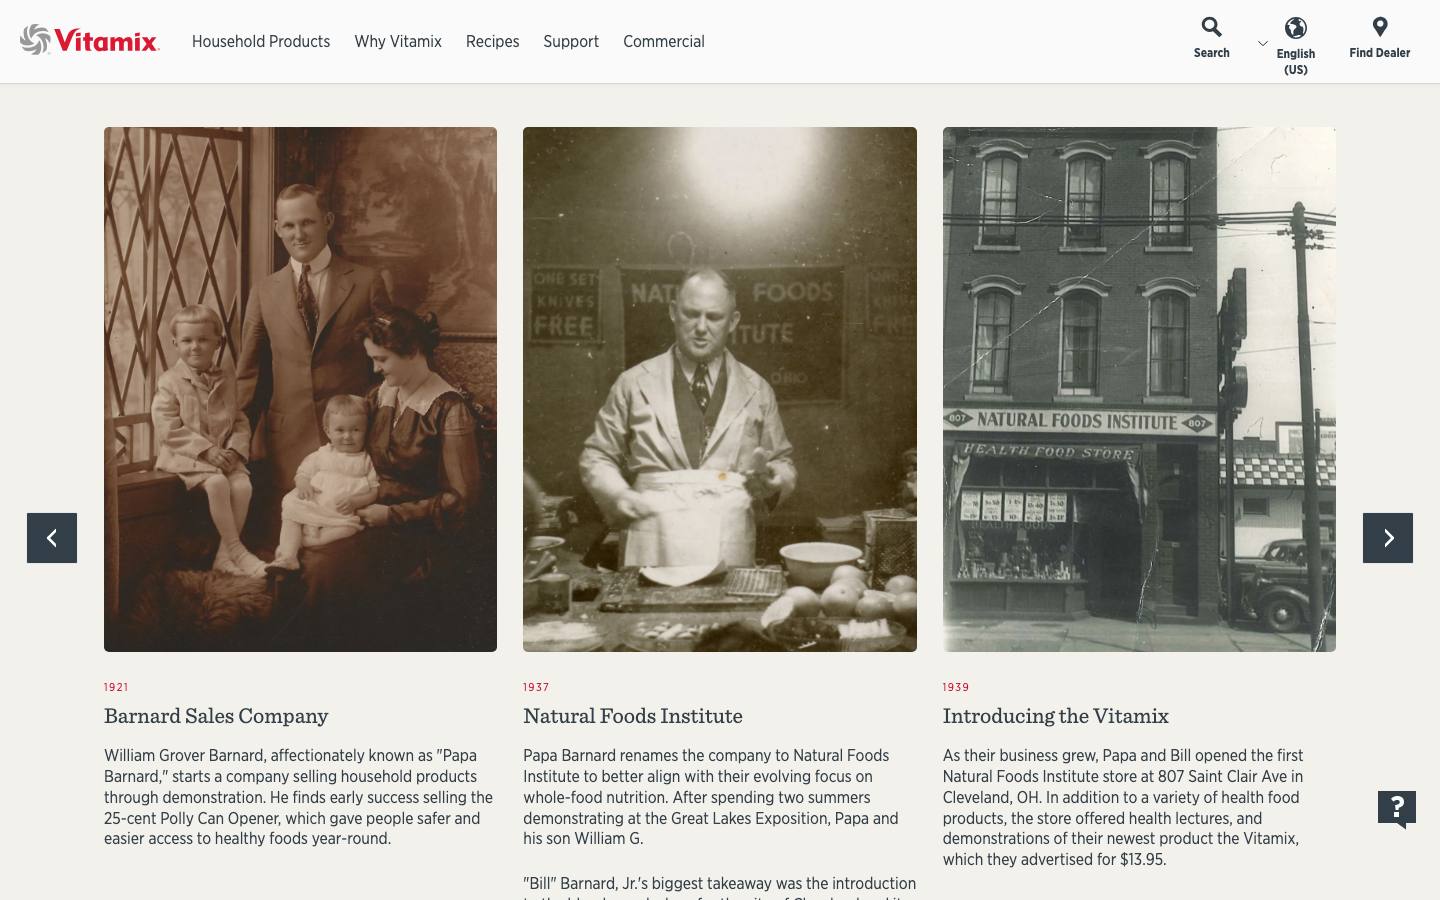 Vitamix
Household Products
Why Vitamix
Recipes
Support
Commercial
Search
English
(US)
Find Dealer
ONE SET
KNIVES
FREE
NAT FOODS
ITUTE
OHIO
807 NATURAL FOODS INSTITUTE 807
HEALTH FOOD STORE
1921
Barnard Sales Company
William Grover Barnard, affectionately known as "Papa
Barnard," starts a company selling household products
through demonstration. He finds early success selling the
25-cent Polly Can Opener, which gave people safer and
easier access to healthy foods year-round.
1937
Natural Foods Institute
Papa Barnard renames the company to Natural Foods
Institute to better align with their evolving focus on
whole-food nutrition. After spending two summers
demonstrating at the Great Lakes Exposition, Papa and
his son William G.
"Bill" Barnard, Jr.'s biggest takeaway was the introduction
1939
Introducing the Vitamix
As their business grew, Papa and Bill opened the first
Natural Foods Institute store at 807 Saint Clair Ave in
Cleveland, OH. In addition to a variety of health food
products, the store offered health lectures, and
demonstrations of their newest product the Vitamix,
which they advertised for $13.95.
?